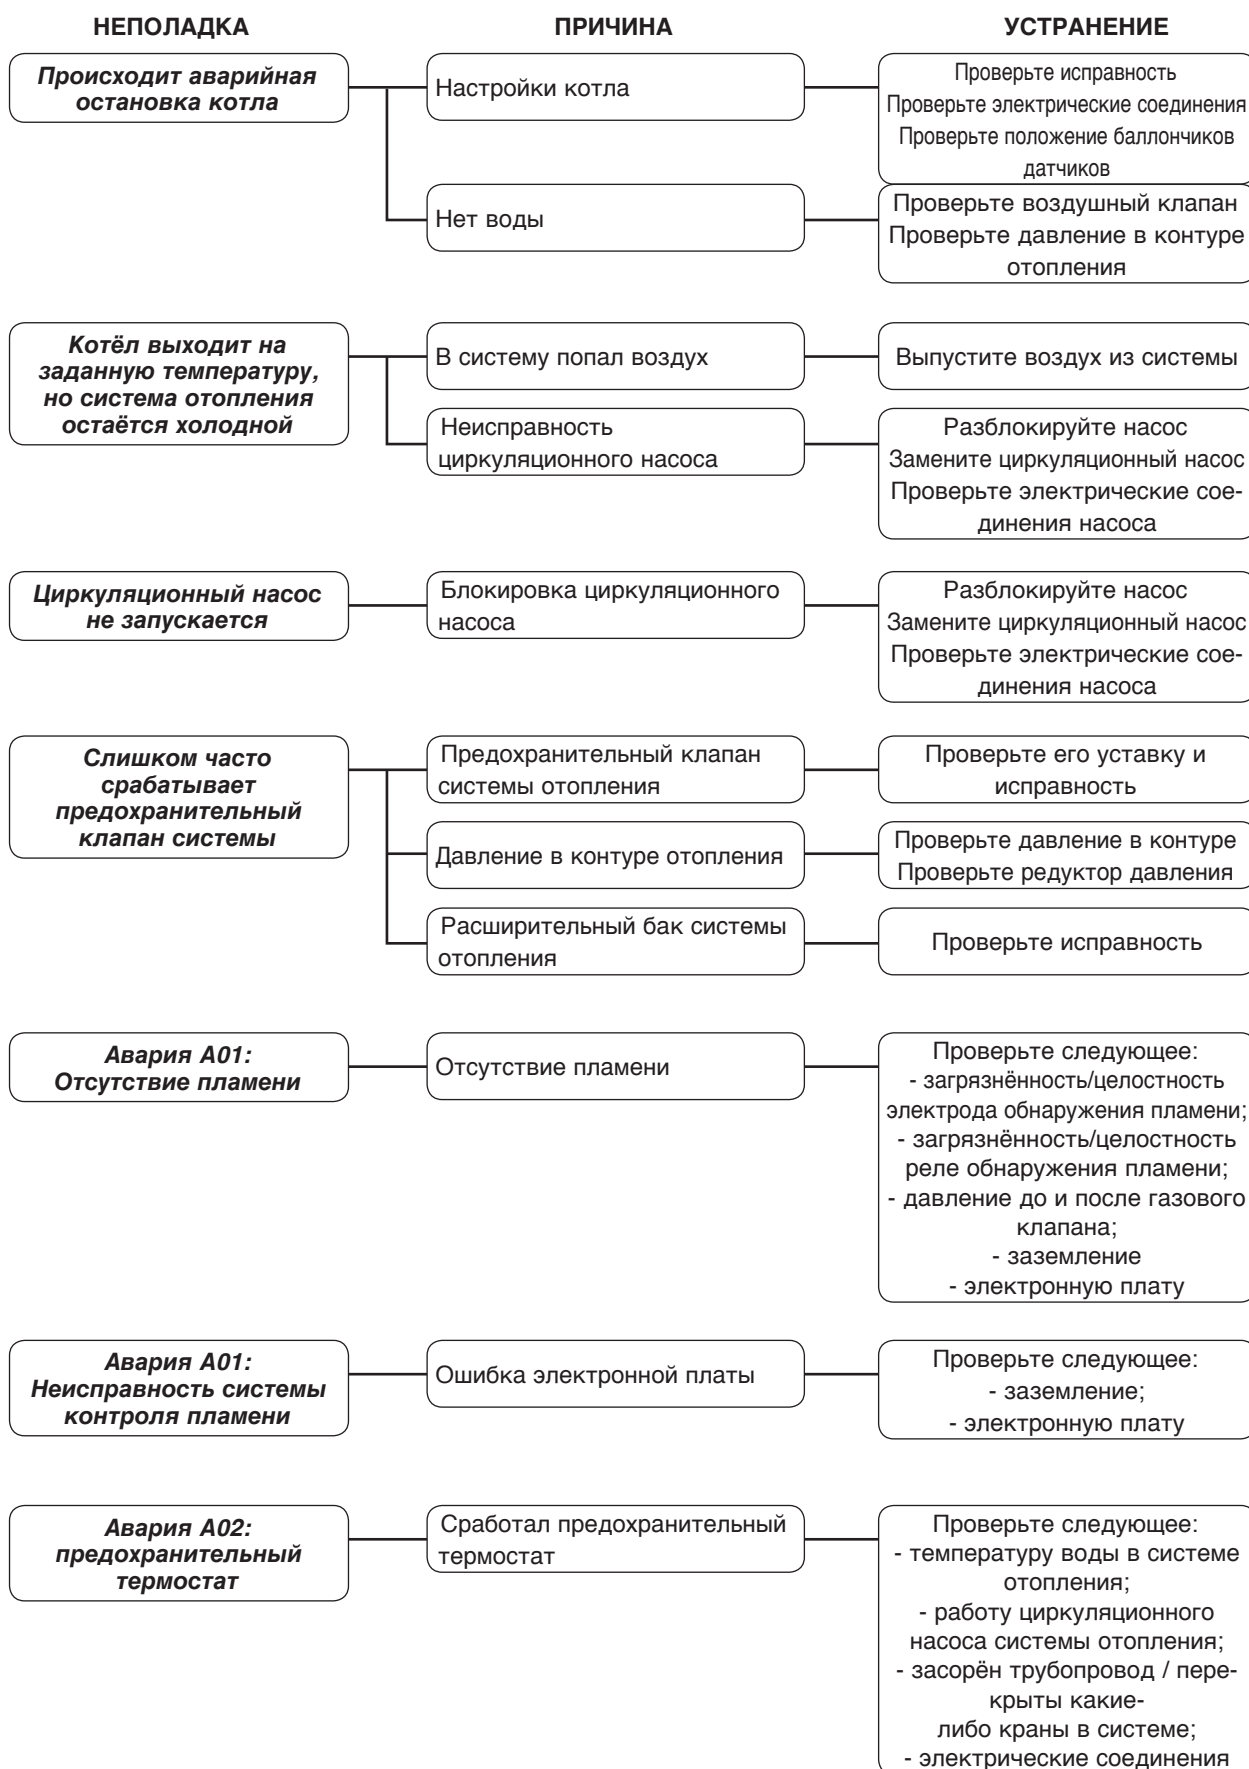 НЕПОЛАДКА
ПРИЧИНА
УСТРАНЕНИЕ
Происходит аварийная
остановка котла
Настройки котла
Проверьте исправность
Проверьте электрические соединения
Проверьте положение баллончиков
датчиков
Нет воды
Проверьте воздушный клапан
Проверьте давление в контуре
отопления
Котёл выходит на
заданную температуру,
но система отопления
остаётся холодной
В систему попал воздух
Выпустите воздух из системы
Неисправность
циркуляционного насоса
Разблокируйте насос
Замените циркуляционный насос
Проверьте электрические сое-
динения насоса
Циркуляционный насос
не запускается
Блокировка циркуляционного
насоса
Разблокируйте насос
Замените циркуляционный насос
Проверьте электрические сое-
динения насоса
Слишком часто
срабатывает
предохранительный
клапан системы
Предохранительный клапан
системы отопления
Проверьте его уставку и
исправность
Давление в контуре отопления
Проверьте давление в контуре
Проверьте редуктор давления
Расширительный бак системы
отопления
Проверьте исправность
Авария А01:
Отсутствие пламени
Отсутствие пламени
Проверьте следующее:
- загрязнённость/целостность
электрода обнаружения пламени;
- загрязнённость/целостность
реле обнаружения пламени;
- давление до и после газового
клапана;
- заземление
- электронную плату
Авария А01:
Неисправность системы
контроля пламени
Ошибка электронной платы
Проверьте следующее:
- заземление;
- электронную плату
Авария А02:
предохранительный
термостат
Сработал предохранительный
термостат
Проверьте следующее:
- температуру воды в системе
отопления;
- работу циркуляционного
насоса системы отопления;
- засорён трубопровод / пере-
крыты какие-
либо краны в системе;
- электрические соединения